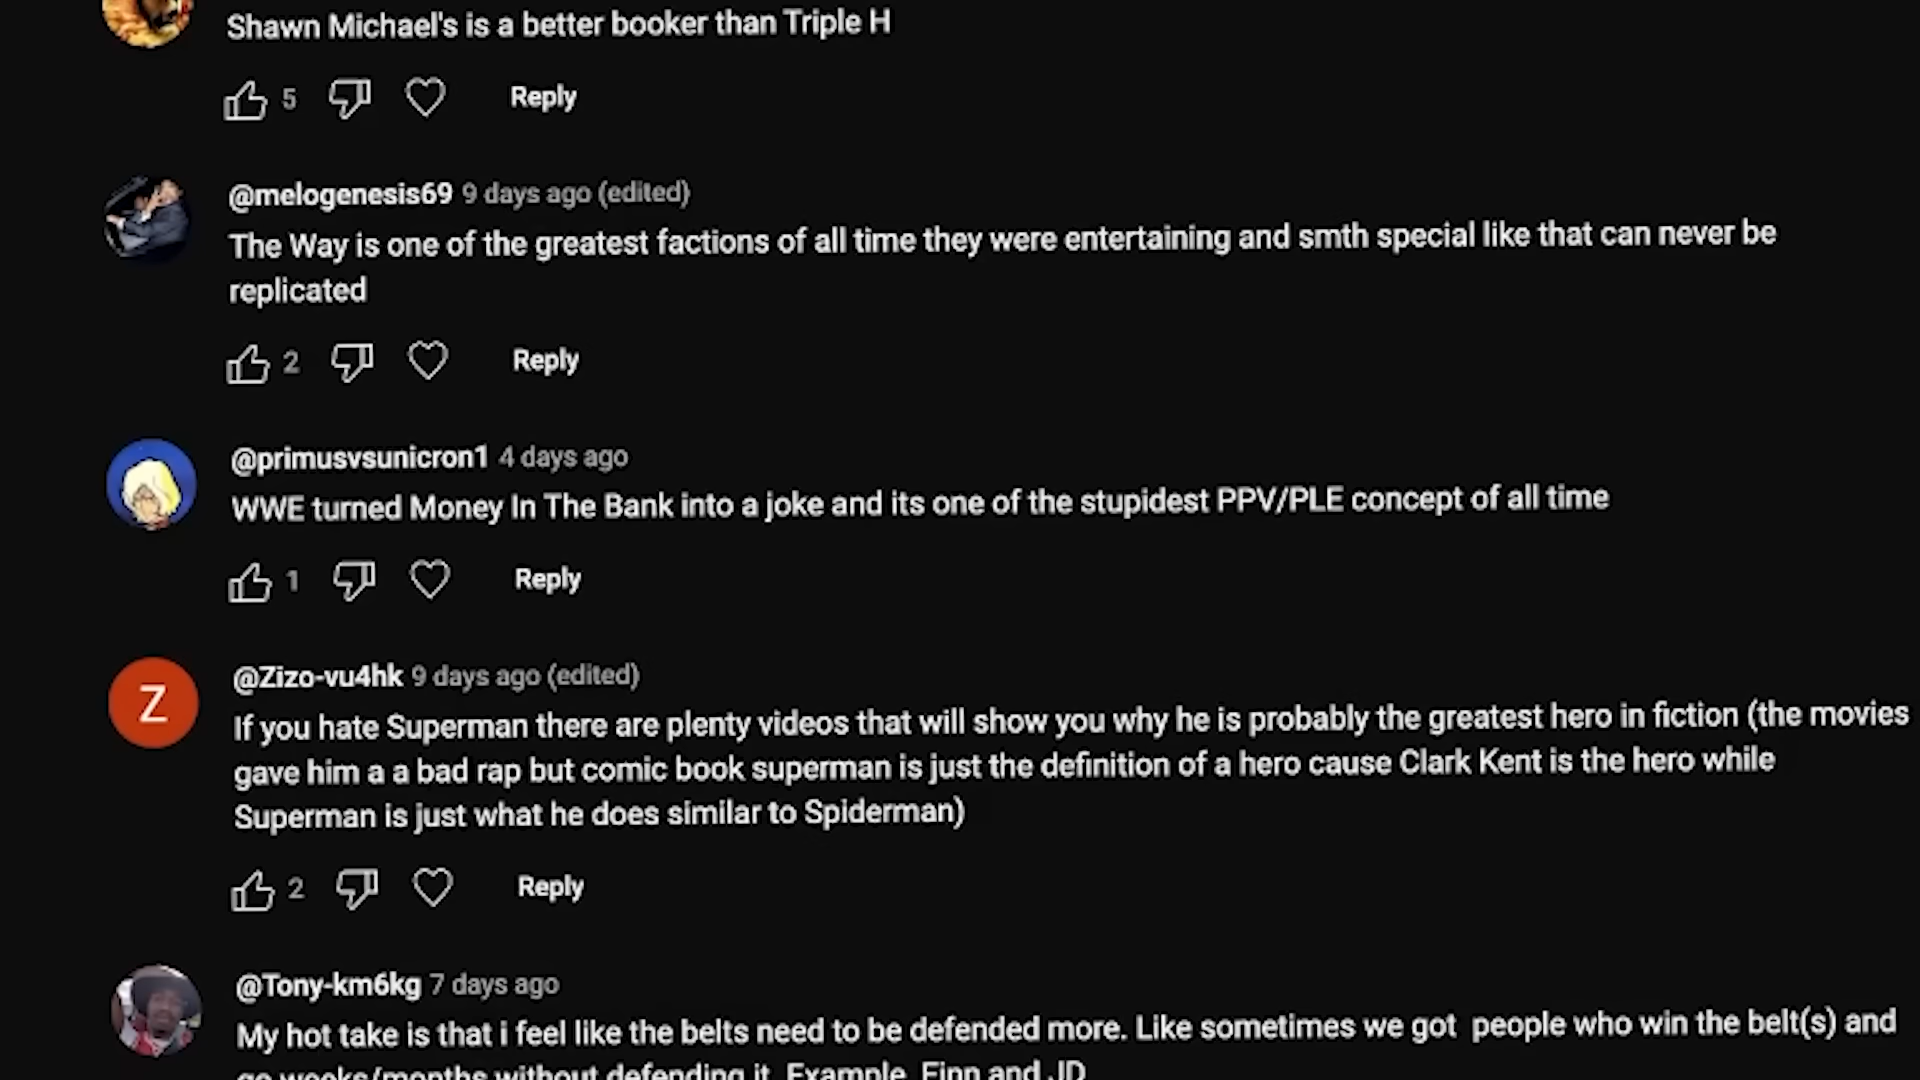 Shawn Michael's is a better booker than Triple H
5 Reply
@melogenesis69 9 days ago (edited)
The Way is one of the greatest factions of all time they were entertaining and smth special like that can never be
replicated
2 Reply
@primusvsunicron1 4 days ago
WWE turned Money In The Bank into a joke and its one of the stupidest PPV/PLE concept of all time
1 Reply
Z
@Zizo-vu4hk 9 days ago (edited)
If you hate Superman there are plenty videos that will show you why he is probably the greatest hero in fiction (the movies
gave him a a bad rap but comic book superman is just the definition of a hero cause Clark Kent is the hero while
Superman is just what he does similar to Spiderman)
2 Reply
@Tony-km6kg 7 days ago
My hot take is that i feel like the belts need to be defended more. Like sometimes we got people who win the belt(s) and
go weeks/months without defending it. Example, Finn and JD